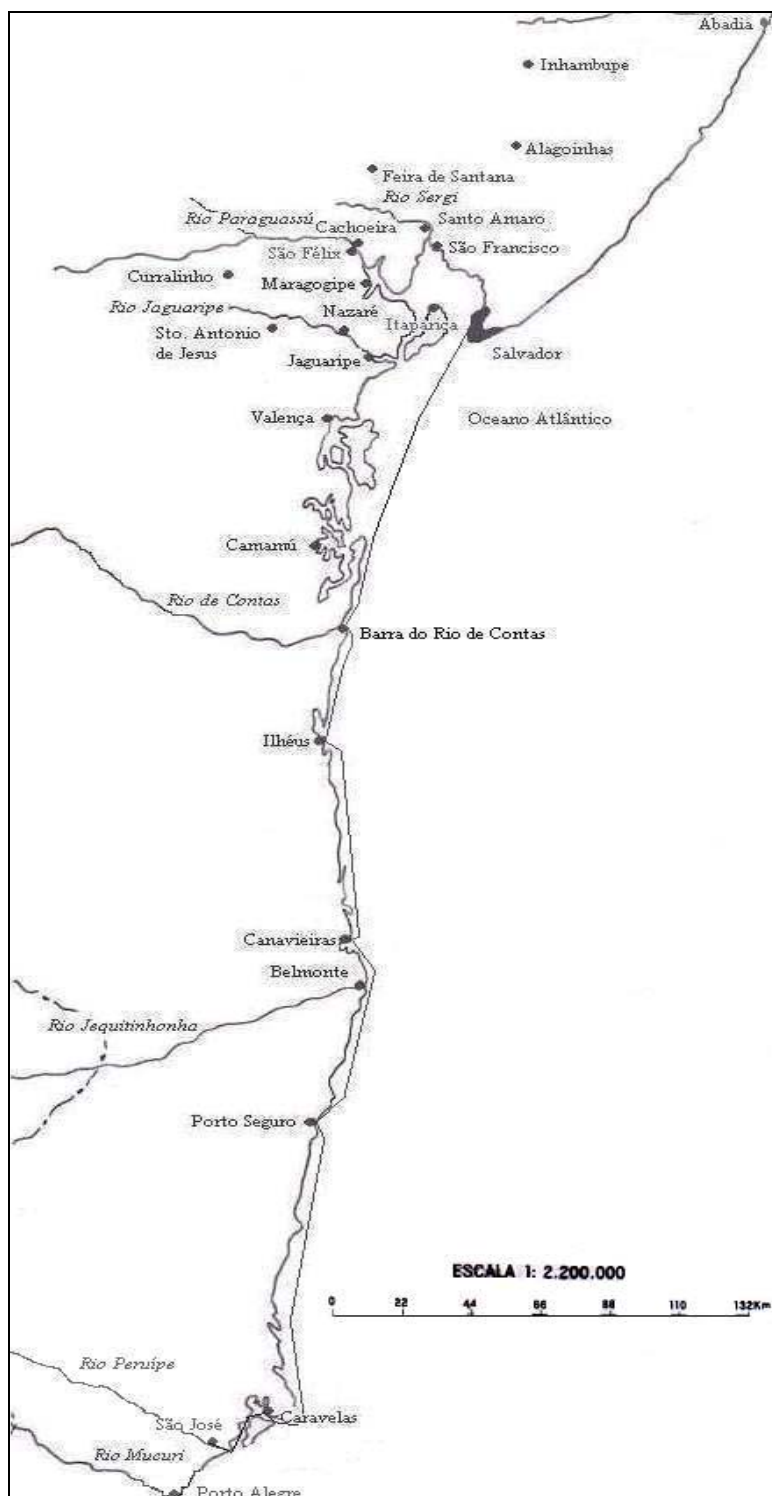 Abadia
Inhambupe
Alagoinhas
Feira de Santana
Rio Sergi
Rio Paraguassú
Santo Amaro
Cachoeira
São Francisco
São Félix
Curralinho
Maragogipe
Rio Jaguaripe
Nazaré
Itapariça
Sto. Antonio
de Jesus
Salvador
Jaguaripe
Valença
Oceano Atlântico
Camamú
Rio de Contas
Barra do Rio de Contas
Ilhéus
Canavieiras
Belmonte
Rio Jequitinhonha
Porto Seguro
ESCALA 1: 2.200.000
0 22 44 66 88 110 132Km
Rio Peruípe
Caravelas
São José
Rio Mucuri
Porto Alegre